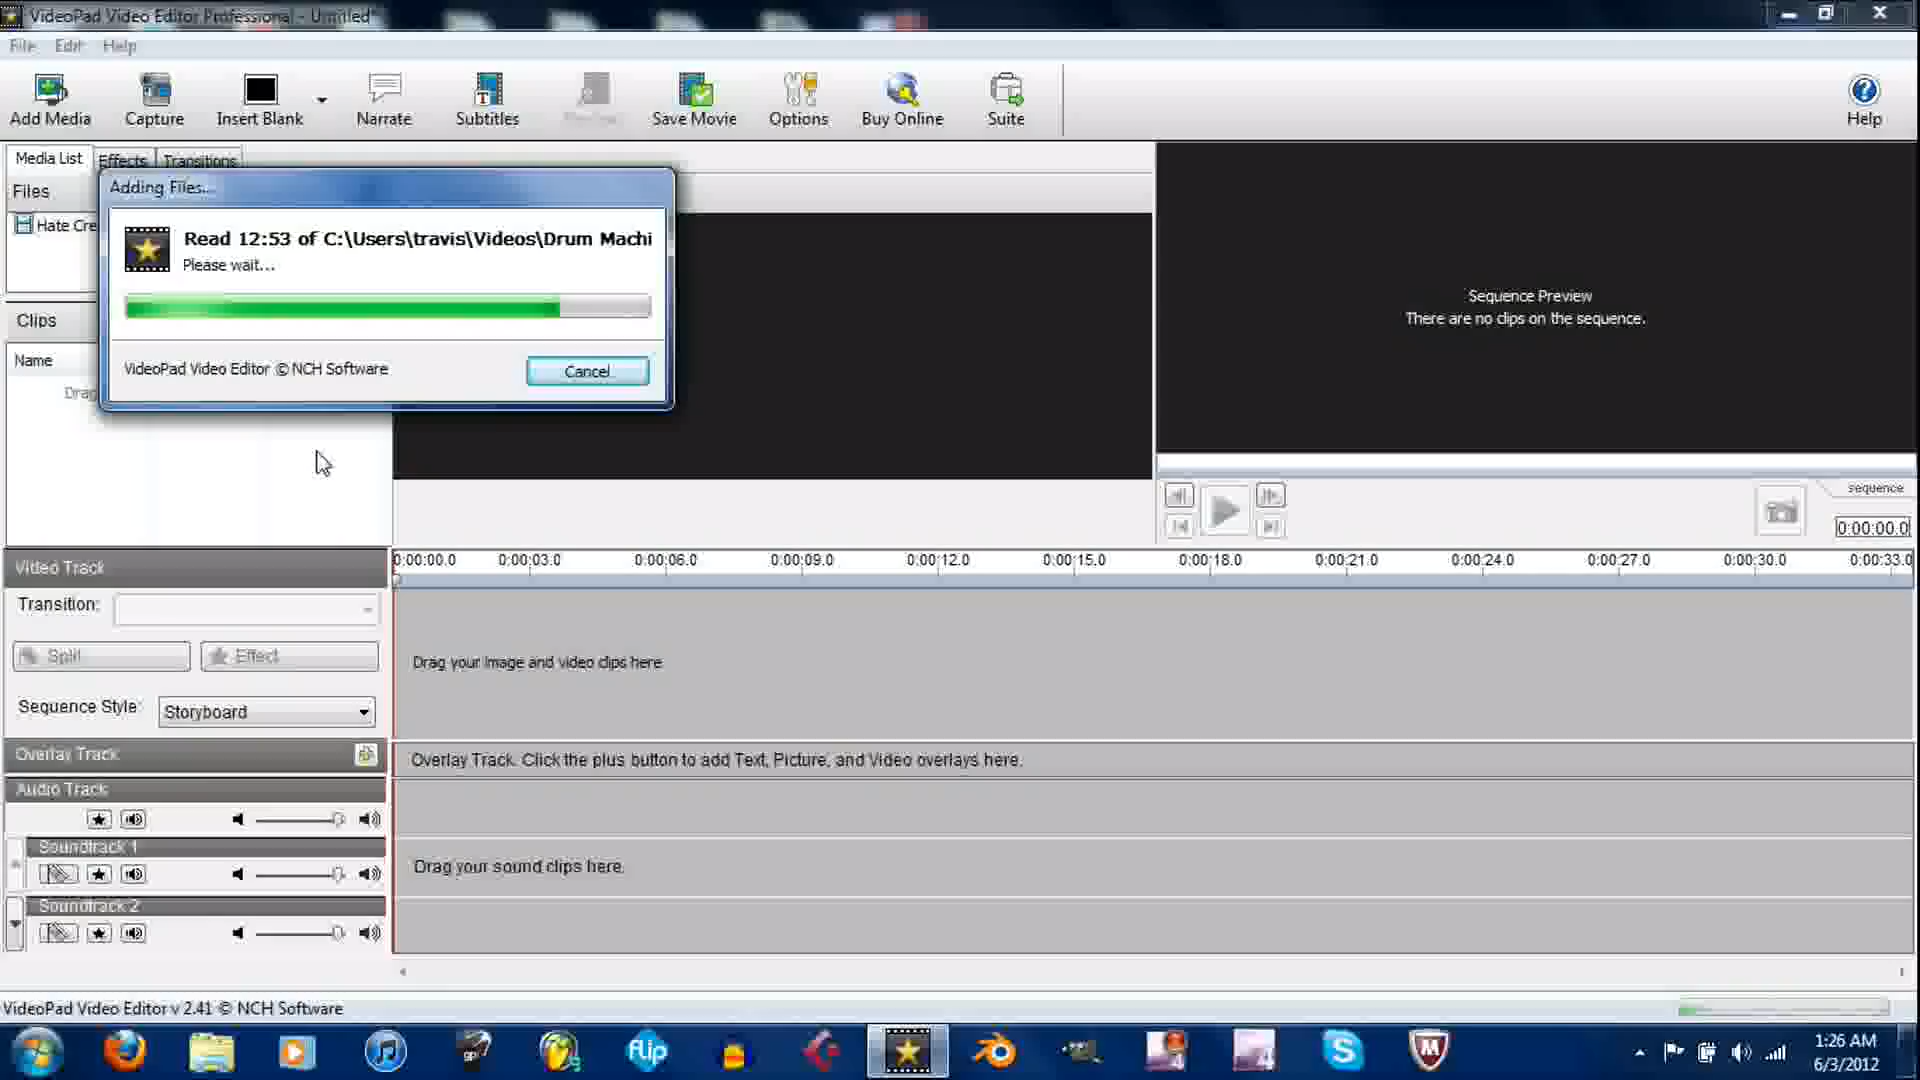 VideoPad Video Editor Professional - Untitled*
File Edit Help
Add Media Capture Insert Blank Narrate Subtitles Preview Save Movie Options Buy Online Suite Help
Media List Effects Transitions
Files
Hate Cre
Adding Files...
Read 12:53 of C:\Users\travis\Videos\Drum Machi
Please wait...
VideoPad Video Editor © NCH Software Cancel
Clips
Name
Drag
Sequence Preview
There are no clips on the sequence.
sequence
0:00:00.0
Video Track
0:00:00.0 0:00:03.0 0:00:06.0 0:00:09.0 0:00:12.0 0:00:15.0 0:00:18.0 0:00:21.0 0:00:24.0 0:00:27.0 0:00:30.0 0:00:33.0
Transition:
Split Effect
Drag your image and video clips here
Sequence Style: Storyboard
Overlay Track
Overlay Track. Click the plus button to add Text, Picture, and Video overlays here.
Audio Track
Soundtrack 1
Drag your sound clips here.
Soundtrack 2
VideoPad Video Editor v 2.41 © NCH Software
flip
1:26 AM
6/3/2012